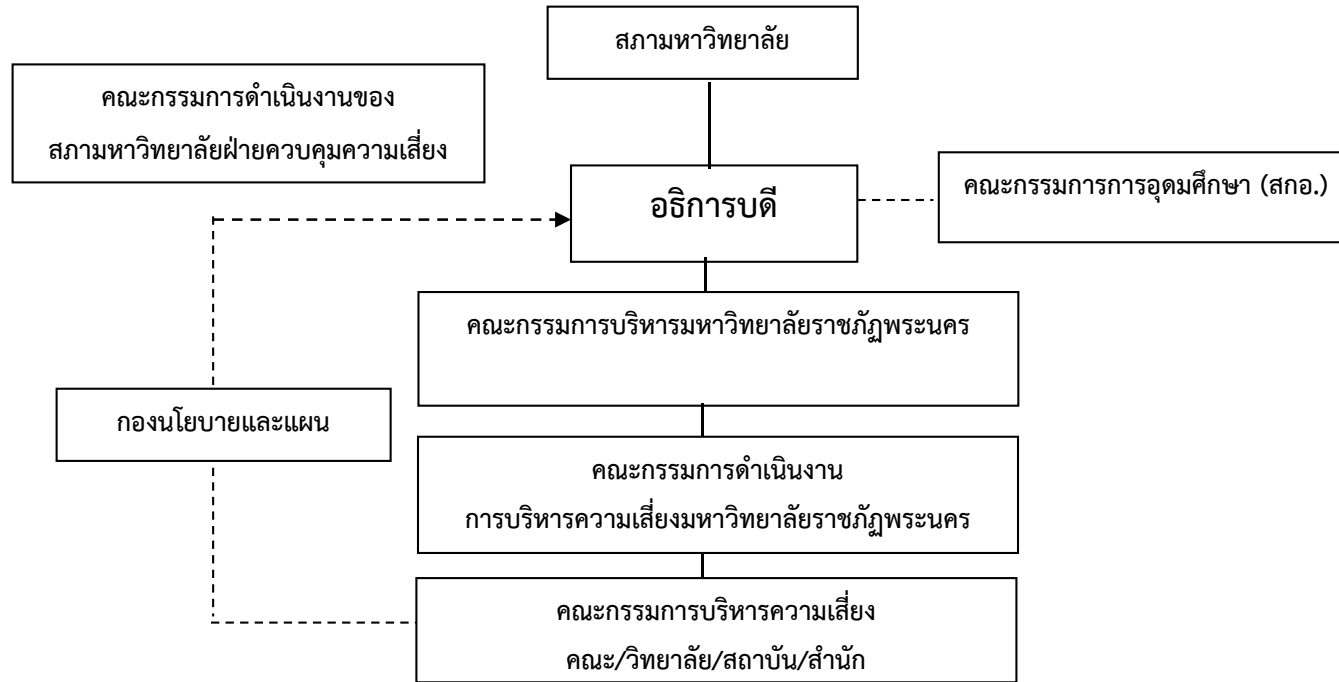 สภามหาวิทยาลัย
คณะกรรมการดำเนินงานของ
สภามหาวิทยาลัยฝ่ายควบคุมความเสี่ยง
อธิการบดี
คณะกรรมการการอุดมศึกษา (สกอ.)
คณะกรรมการบริหารมหาวิทยาลัยราชภัฏพระนคร
กองนโยบายและแผน
คณะกรรมการดำเนินงาน
การบริหารความเสี่ยงมหาวิทยาลัยราชภัฏพระนคร
คณะกรรมการบริหารความเสี่ยง
คณะ/วิทยาลัย/สถาบัน/สำนัก